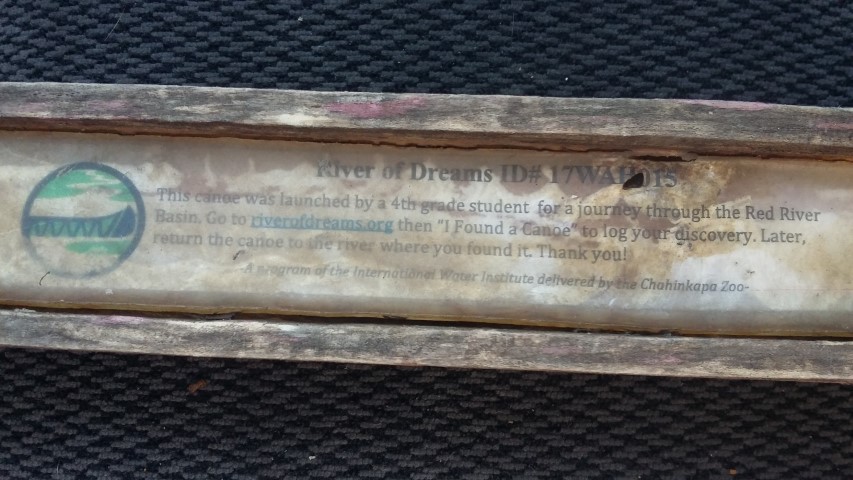 River of Dreams ID# 17WAH015
This canoe was launched by a 4th grade student for a journey through the Red River
Basin. Go to riverofdreams.org then "I Found a Canoe" to log your discovery. Later,
return the canoe to the river where you found it. Thank you!
A program of the International Water Institute delivered by the Chahinkapa Zoo-